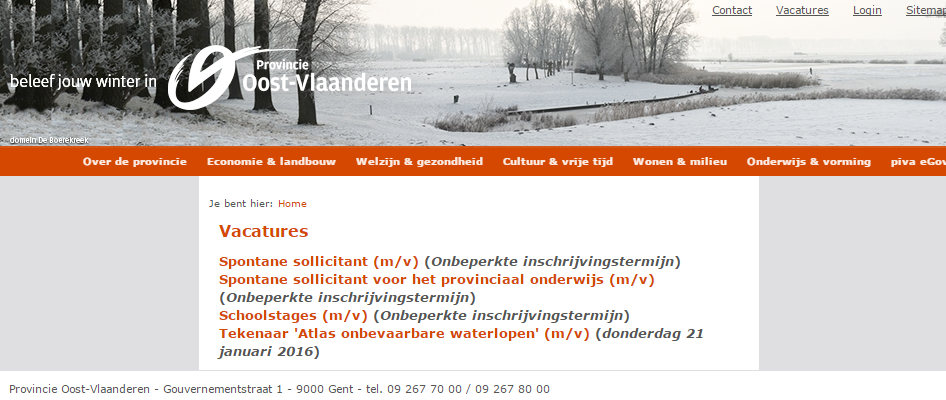 Contact Vacatures Login Sitemap
beleef jouw winter in Provincie Oost-Vlaanderen
domein De Boerekreek
Over de provincie Economie & landbouw Welzijn & gezondheid Cultuur & vrije tijd Wonen & milieu Onderwijs & vorming piva eGov
Je bent hier: Home
Vacatures
Spontane sollicitant (m/v) (Onbeperkte inschrijvingstermijn)
Spontane sollicitant voor het provinciaal onderwijs (m/v)
(Onbeperkte inschrijvingstermijn)
Schoolstages (m/v) (Onbeperkte inschrijvingstermijn)
Tekenaar 'Atlas onbevaarbare waterlopen' (m/v) (donderdag 21
januari 2016)
Provincie Oost-Vlaanderen - Gouvernementstraat 1 - 9000 Gent - tel. 09 267 70 00 / 09 267 80 00